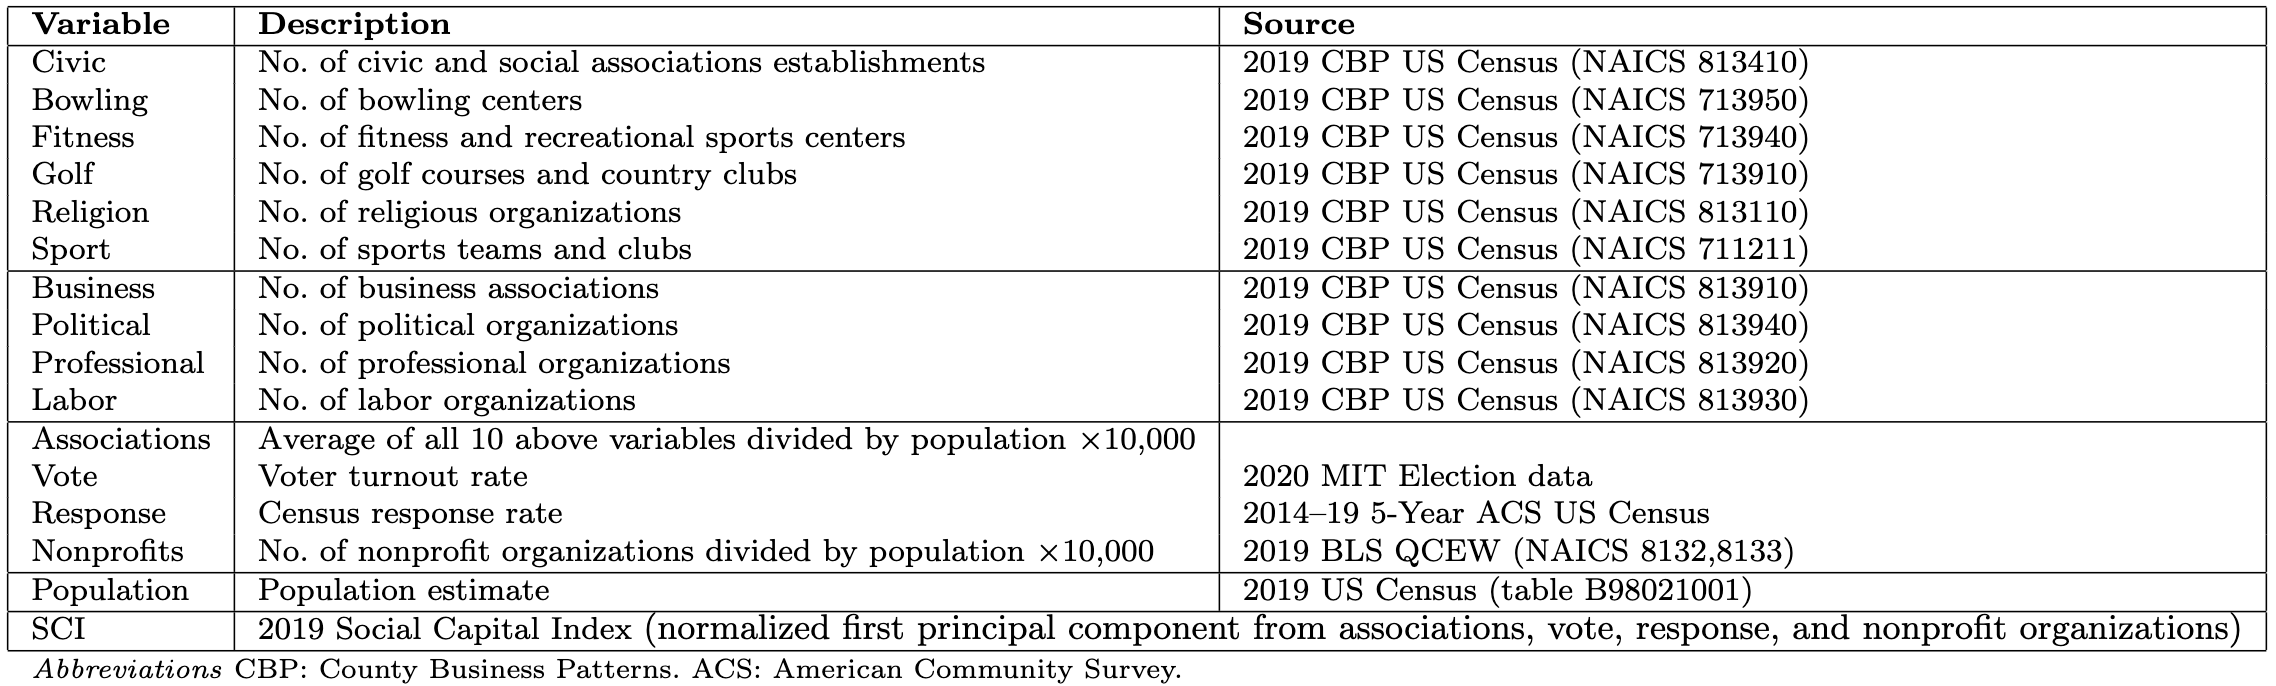 Variable Description Source
Civic No. of civic and social associations establishments 2019 CBP US Census (NAICS 813410)
Bowling No. of bowling centers 2019 CBP US Census (NAICS 713950)
Fitness No. of fitness and recreational sports centers 2019 CBP US Census (NAICS 713940)
Golf No. of golf courses and country clubs 2019 CBP US Census (NAICS 713910)
Religion No. of religious organizations 2019 CBP US Census (NAICS 813110)
Sport No. of sports teams and clubs 2019 CBP US Census (NAICS 711211)
Business No. of business associations 2019 CBP US Census (NAICS 813910)
Political No. of political organizations 2019 CBP US Census (NAICS 813940)
Professional No. of professional organizations 2019 CBP US Census (NAICS 813920)
Labor No. of labor organizations 2019 CBP US Census (NAICS 813930)
Associations Average of all 10 above variables divided by population ×10,000
Vote Voter turnout rate 2020 MIT Election data
Response Census response rate 2014–19 5-Year ACS US Census
Nonprofits No. of nonprofit organizations divided by population ×10,000 2019 BLS QCEW (NAICS 8132,8133)
Population Population estimate 2019 US Census (table B98021001)
SCI 2019 Social Capital Index (normalized first principal component from associations, vote, response, and nonprofit organizations)
Abbreviations CBP: County Business Patterns. ACS: American Community Survey.